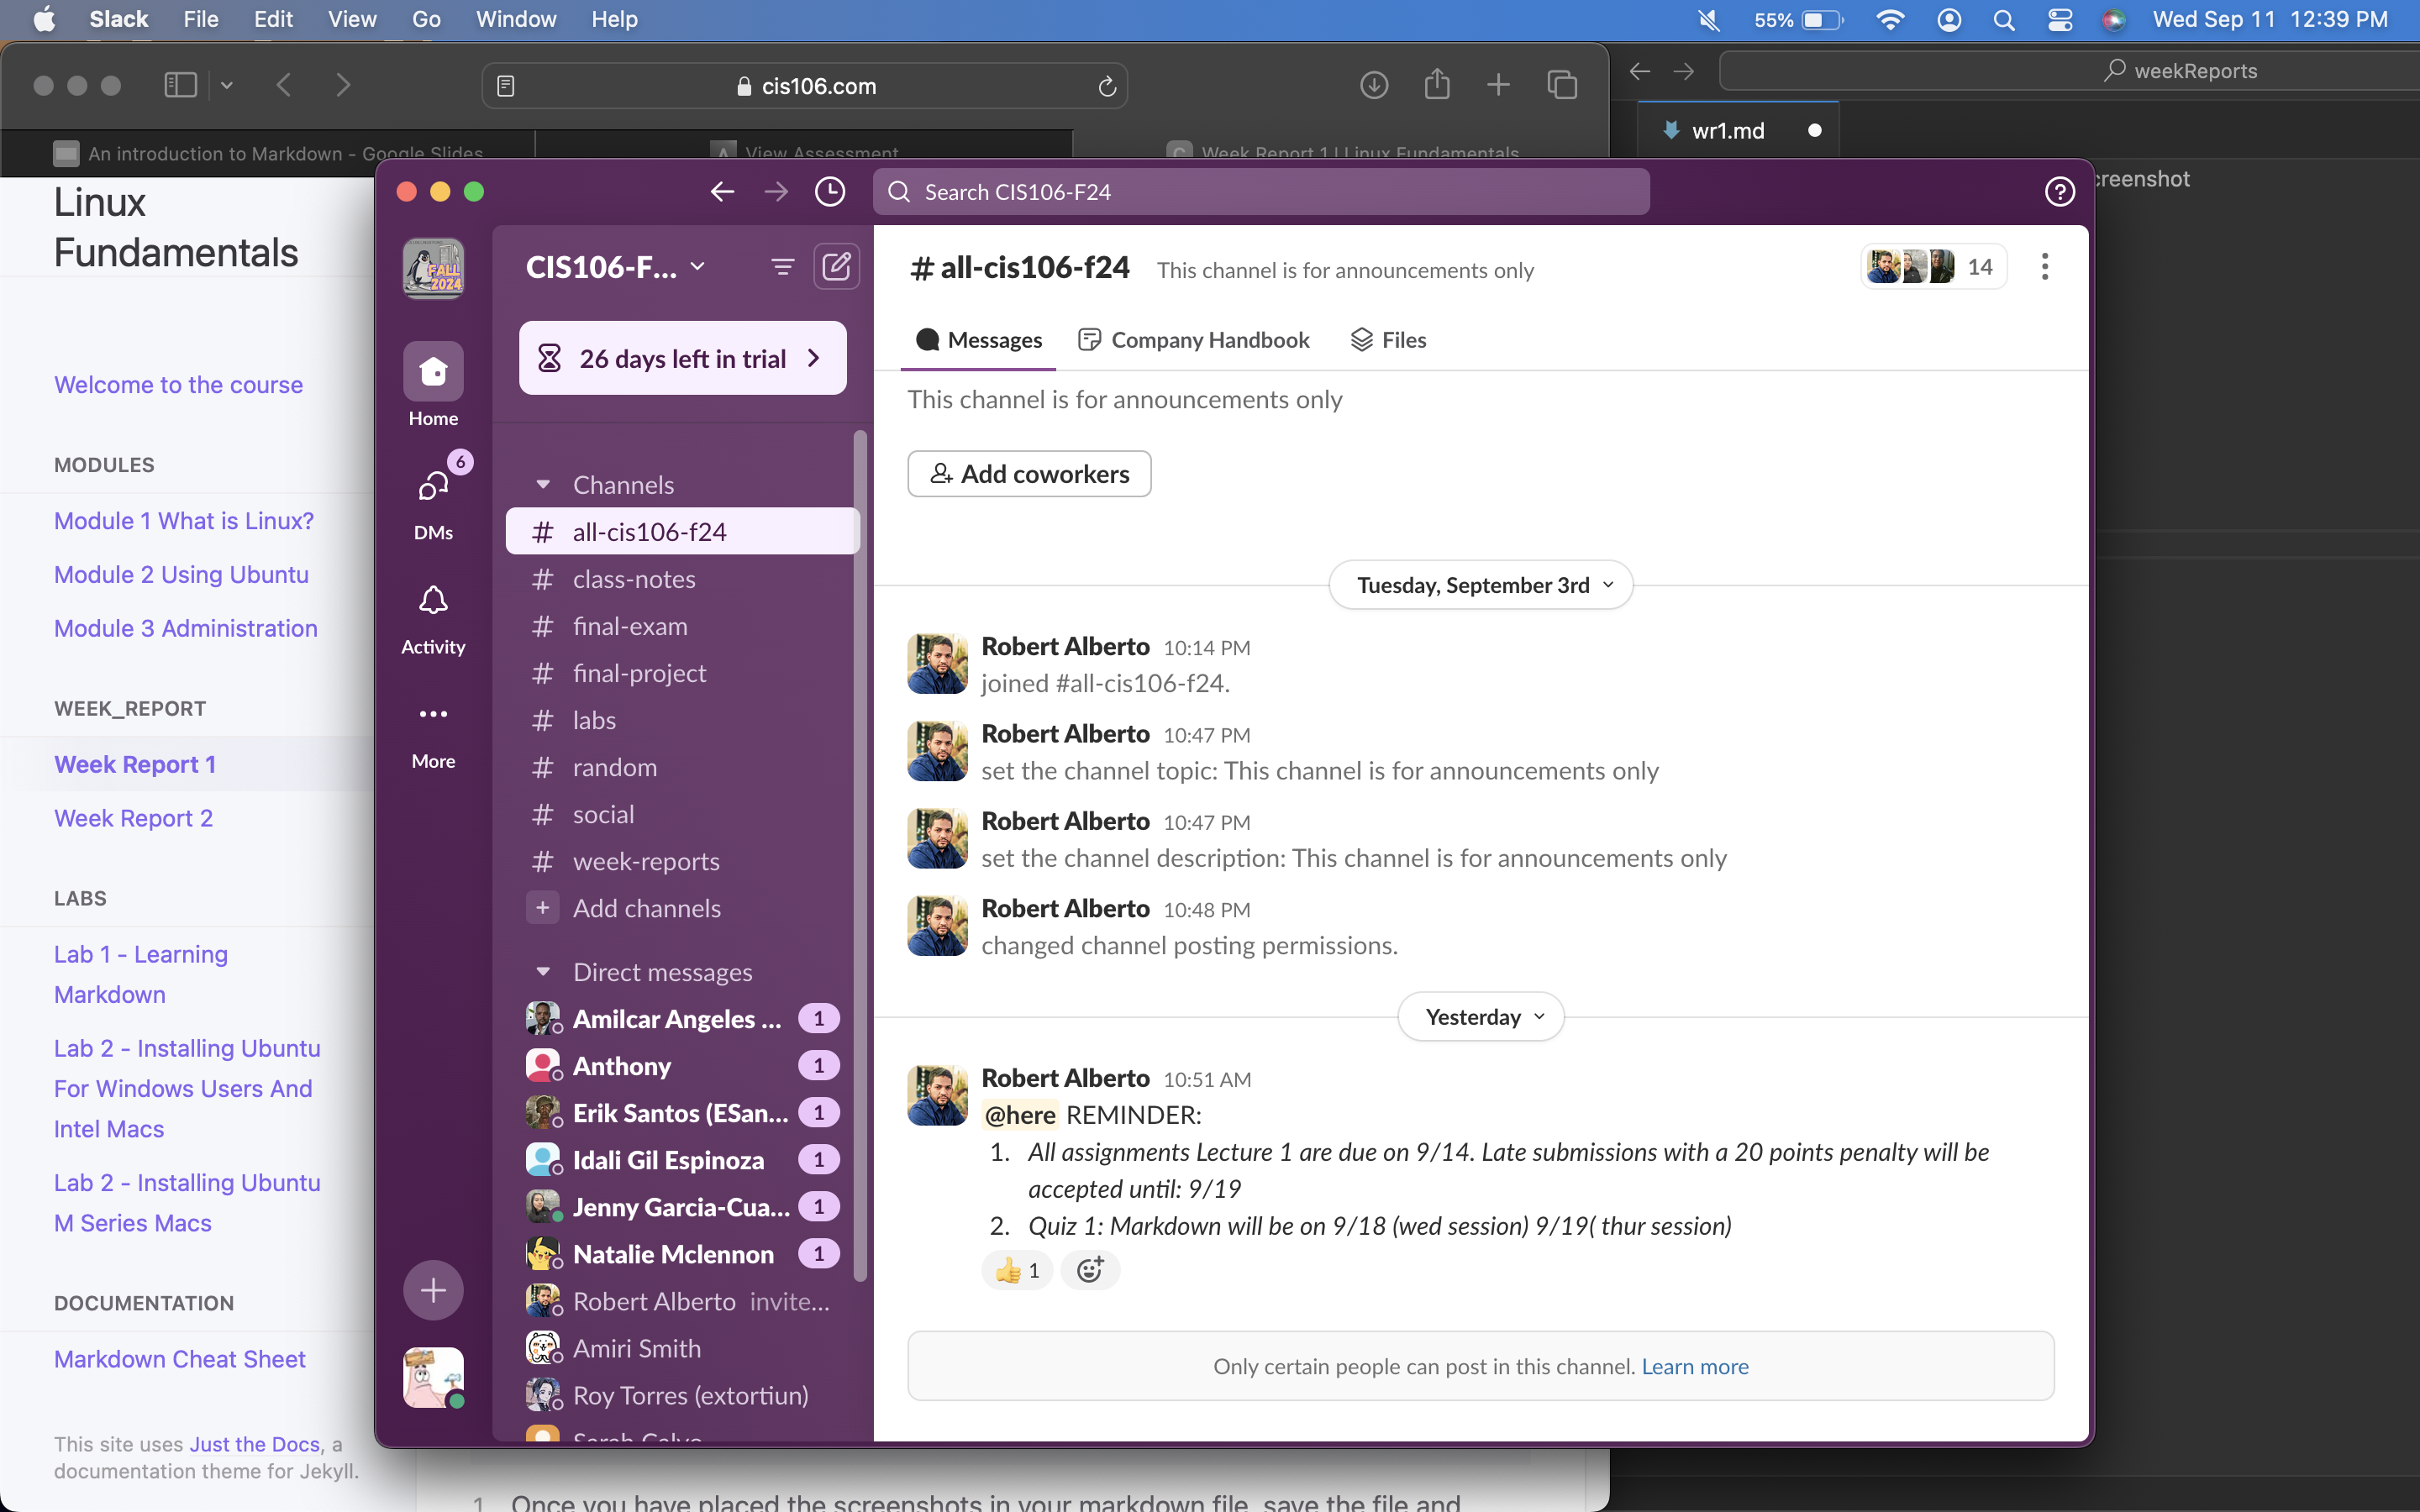 Slack File Edit View Go Window Help 55% Wed Sep 11 12:39 PM
cis106.com
weekReports
An introduction to Markdown - Google Slides View Assessment Week Report 1 | Linux Fundamentals
wr1.md
creenshot
Linux
Fundamentals
Welcome to the course
MODULES
Module 1 What is Linux?
Module 2 Using Ubuntu
Module 3 Administration
WEEK_REPORT
Week Report 1
Week Report 2
LABS
Lab 1 - Learning
Markdown
Lab 2 - Installing Ubuntu
For Windows Users And
Intel Macs
Lab 2 - Installing Ubuntu
M Series Macs
DOCUMENTATION
Markdown Cheat Sheet
This site uses Just the Docs, a
documentation theme for Jekyll.
Search CIS106-F24
FALL
2024
Home
6
DMs
Activity
More
CIS106-F...
26 days left in trial
Channels
# all-cis106-f24
# class-notes
# final-exam
# final-project
# labs
# random
# social
# week-reports
+ Add channels
Direct messages
Amilcar Angeles ... 1
Anthony 1
Erik Santos (ESan... 1
Idali Gil Espinoza 1
Jenny Garcia-Cua... 1
Natalie Mclennon 1
Robert Alberto invite...
Amiri Smith
Roy Torres (extortiun)
Sarah Calvo
# all-cis106-f24 This channel is for announcements only 14
Messages Company Handbook Files
This channel is for announcements only
Add coworkers
Tuesday, September 3rd
Robert Alberto 10:14 PM
joined #all-cis106-f24.
Robert Alberto 10:47 PM
set the channel topic: This channel is for announcements only
Robert Alberto 10:47 PM
set the channel description: This channel is for announcements only
Robert Alberto 10:48 PM
changed channel posting permissions.
Yesterday
Robert Alberto 10:51 AM
@here REMINDER:
1. All assignments Lecture 1 are due on 9/14. Late submissions with a 20 points penalty will be
accepted until: 9/19
2. Quiz 1: Markdown will be on 9/18 (wed session) 9/19( thur session)
👍 1
Only certain people can post in this channel. Learn more
1. Once you have placed the screenshots in your markdown file, save the file and